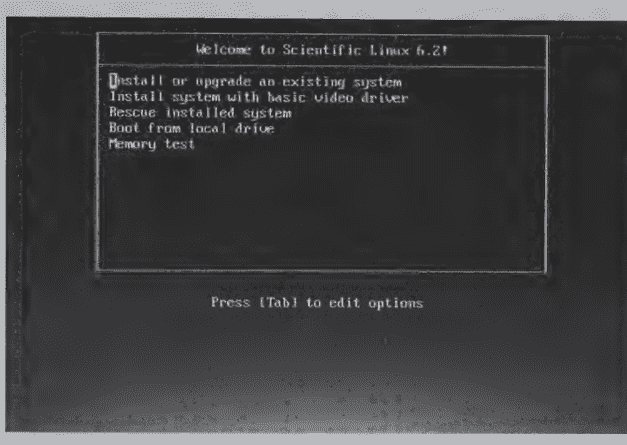 Welcome to Scientific Linux 6.2!
Install or upgrade an existing system
Install system with basic video driver
Rescue installed system
Boot from local drive
Memory test
Press [Tab] to edit options